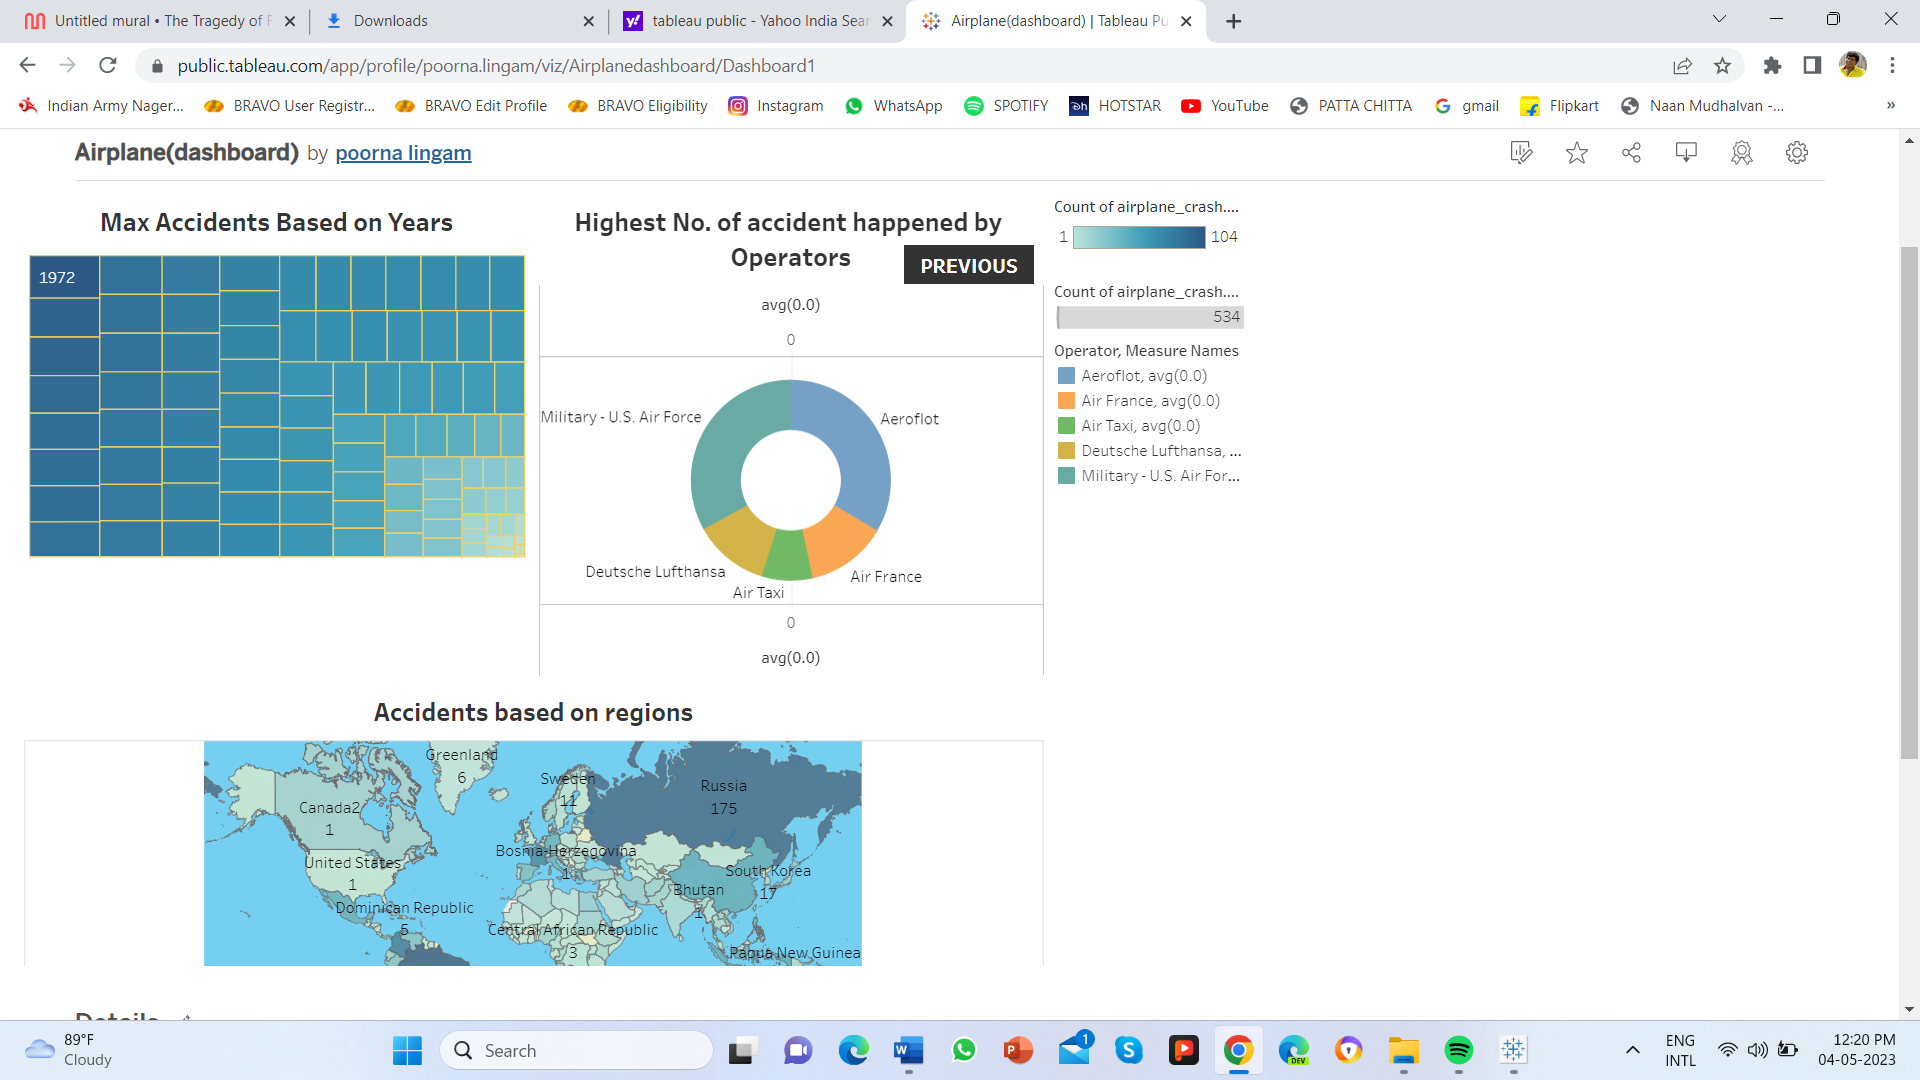 Untitled mural • The Tragedy of F
Downloads
tableau public - Yahoo India Sear
Airplane(dashboard) | Tableau Pu
public.tableau.com/app/profile/poorna.lingam/viz/Airplanedashboard/Dashboard1
Indian Army Nager...
BRAVO User Registr...
BRAVO Edit Profile
BRAVO Eligibility
Instagram
WhatsApp
SPOTIFY
HOTSTAR
YouTube
PATTA CHITTA
gmail
Flipkart
Naan Mudhalvan -...
»
Airplane(dashboard) by poorna lingam
Max Accidents Based on Years
1972
Highest No. of accident happened by
Operators
PREVIOUS
avg(0.0)
0
Military - U.S. Air Force
Aeroflot
Deutsche Lufthansa
Air France
Air Taxi
0
avg(0.0)
Count of airplane_crash....
1
104
Count of airplane_crash....
534
Operator, Measure Names
Aeroflot, avg(0.0)
Air France, avg(0.0)
Air Taxi, avg(0.0)
Deutsche Lufthansa, ...
Military - U.S. Air For...
Accidents based on regions
Greenland
6
Sweden
11
Russia
175
Canada2
1
United States
1
Bosnia-Herzegovina
1
South Korea
17
Bhutan
1
Dominican Republic
5
Central African Republic
3
Papua New Guinea
Details
89°F
Cloudy
Search
1
DEV
ENG
INTL
12:20 PM
04-05-2023